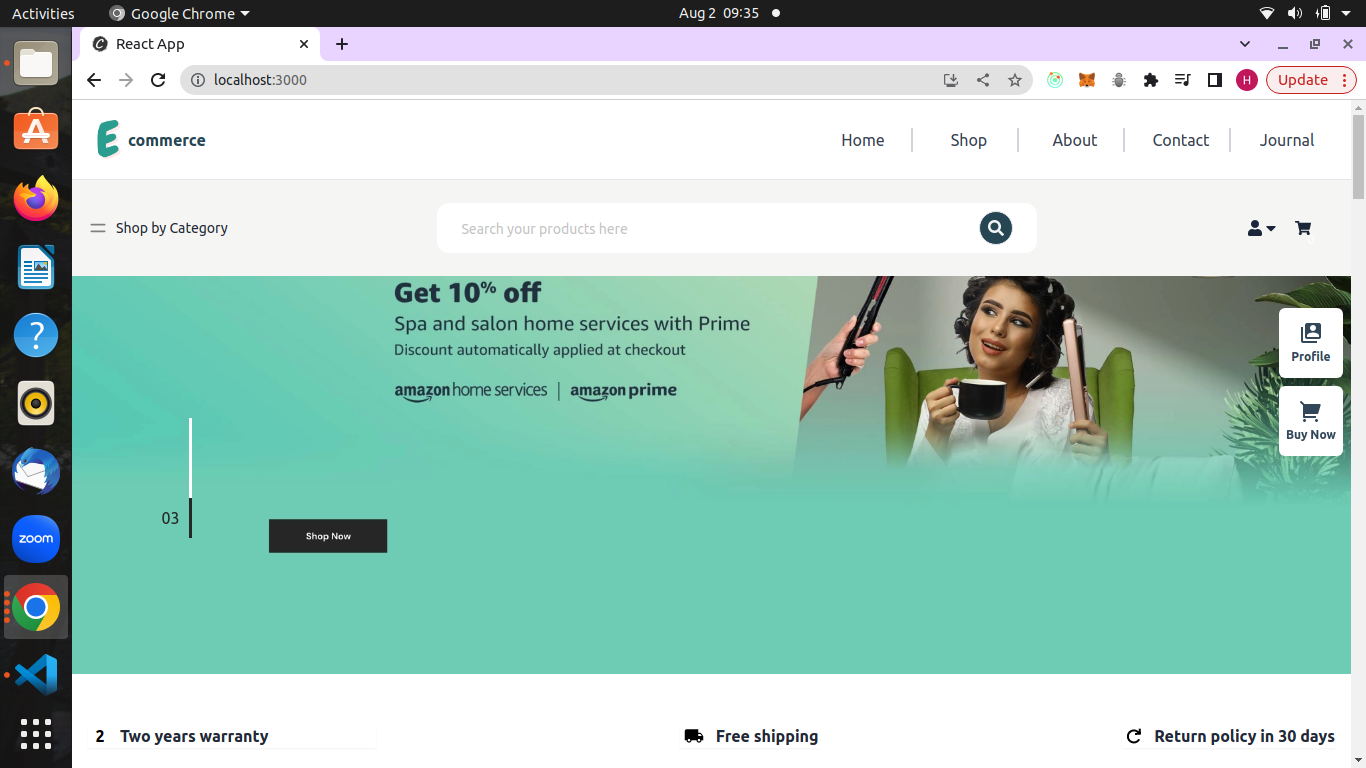 Activities Google Chrome Aug 2 09:35
React App
localhost:3000 H Update
E commerce Home Shop About Contact Journal
Shop by Category Search your products here
Get 10% off
Spa and salon home services with Prime
Discount automatically applied at checkout
amazon home services | amazon prime
Profile
Buy Now
03
Shop Now
zoom
2 Two years warranty Free shipping Return policy in 30 days